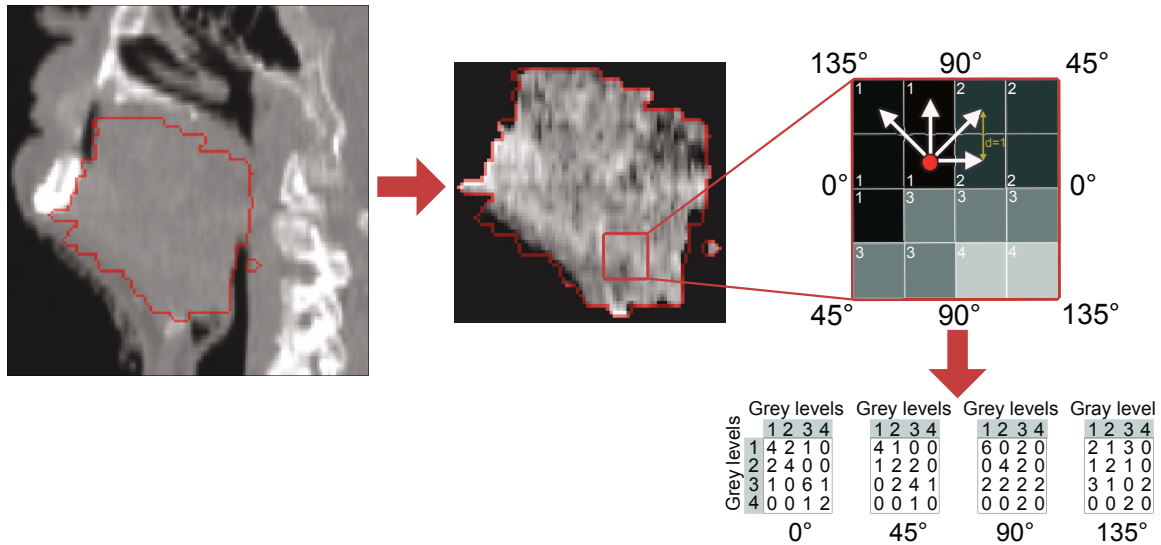 135° 90° 45°
1 1 2 2
d=1
0° 0°
1 1 2 2
1 3 3 3
3 3 4 4
45° 90° 135°
Grey levels Grey levels Grey levels Gray level
1 2 3 4 1 2 3 4 1 2 3 4 1 2 3 4
Grey levels
1 4 2 1 0 4 1 0 0 6 0 2 0 2 1 3 0
2 2 4 0 0 1 2 2 0 0 4 2 0 1 2 1 0
3 1 0 6 1 0 2 4 1 2 2 2 2 3 1 0 2
4 0 0 1 2 0 0 1 0 0 0 2 0 0 0 2 0
0° 45° 90° 135°